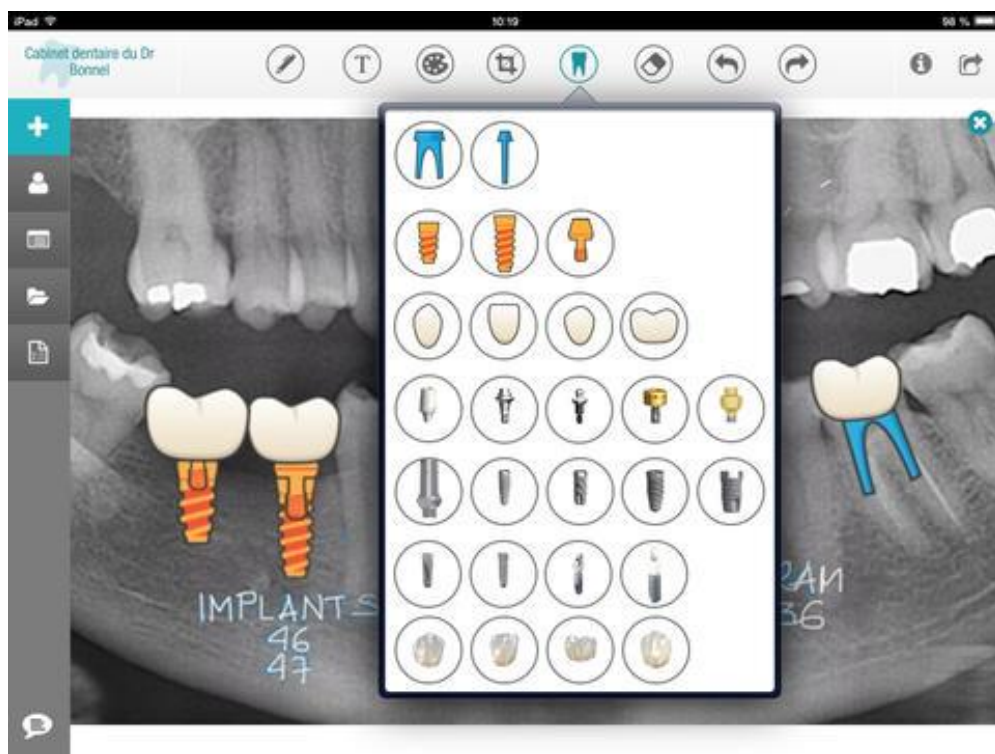 iPad
10:19
98 %
Cabinet dentaire du Dr
Bonnel
T
IMPLANTS
46
47
36